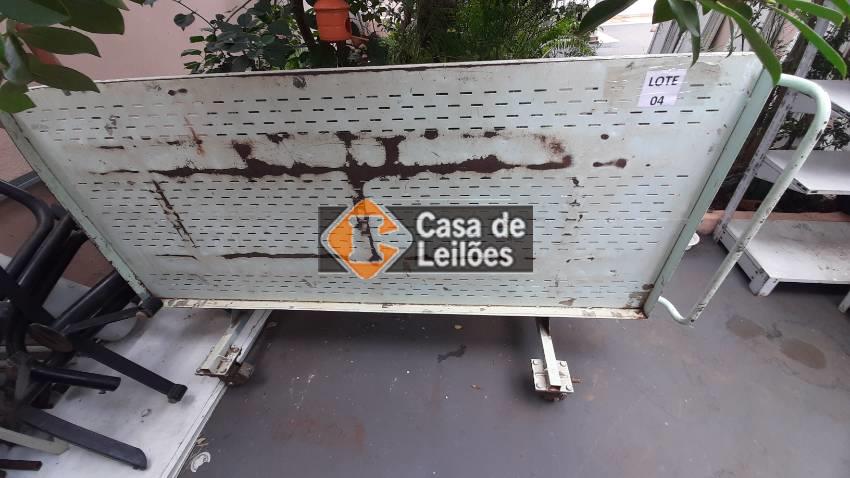 LOTE
04
Casa de
Leilões